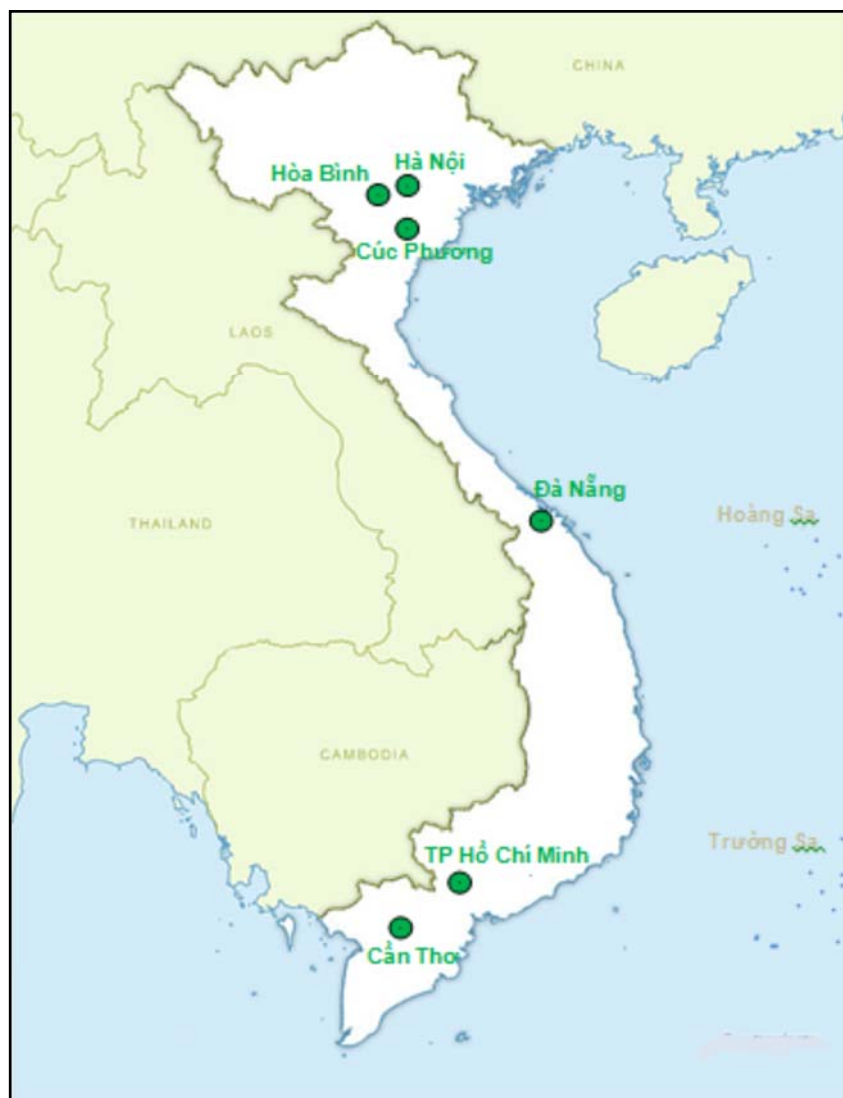 CHINA
Hà Nội
Hòa Bình
Cúc Phương
LAOS
Đà Nẵng
Hoàng Sa
THAILAND
CAMBODIA
Trường Sa
TP Hồ Chí Minh
Cần Thơ